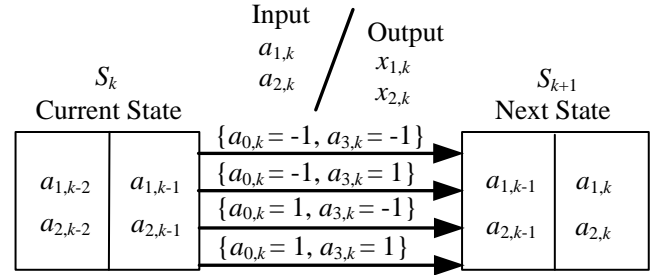 Input
a1,k
a2,k
Output
x1,k
x2,k
Sk
Current State
Sk+1
Next State
a1,k-2 a1,k-1
a2,k-2 a2,k-1
{a0,k = -1, a3,k = -1}
{a0,k = -1, a3,k = 1}
{a0,k = 1, a3,k = -1}
{a0,k = 1, a3,k = 1}
a1,k-1 a1,k
a2,k-1 a2,k